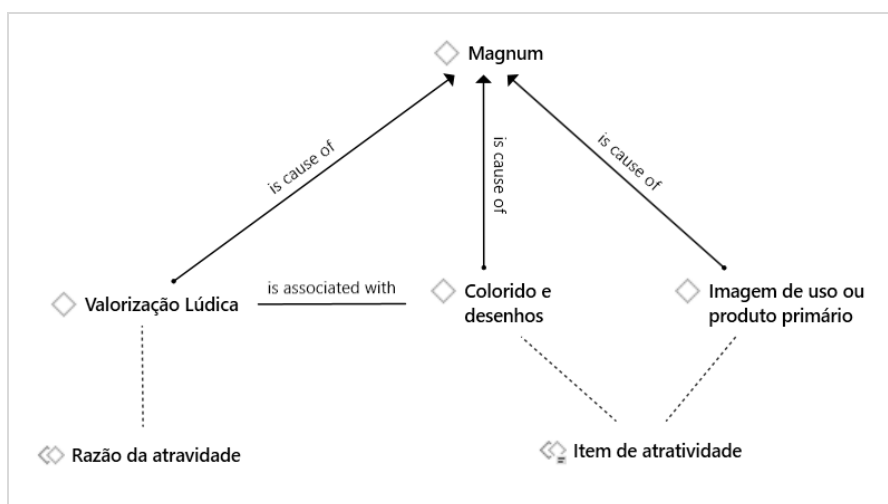 Magnum
is cause of
is cause of
is cause of
is associated with
Valorização Lúdica
Colorido e
desenhos
Imagem de uso ou
produto primário
Razão da atravidade
Item de atratividade